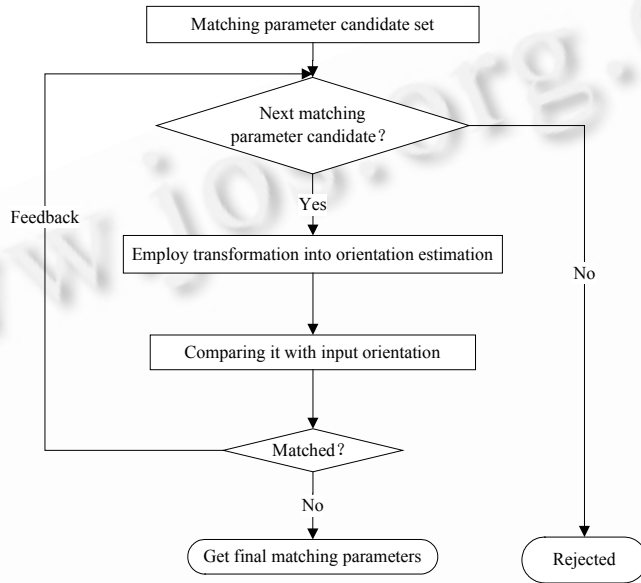 Matching parameter candidate set
Next matching
parameter candidate?
Yes
Feedback
Employ transformation into orientation estimation
No
Comparing it with input orientation
Matched?
No
Get final matching parameters
Rejected